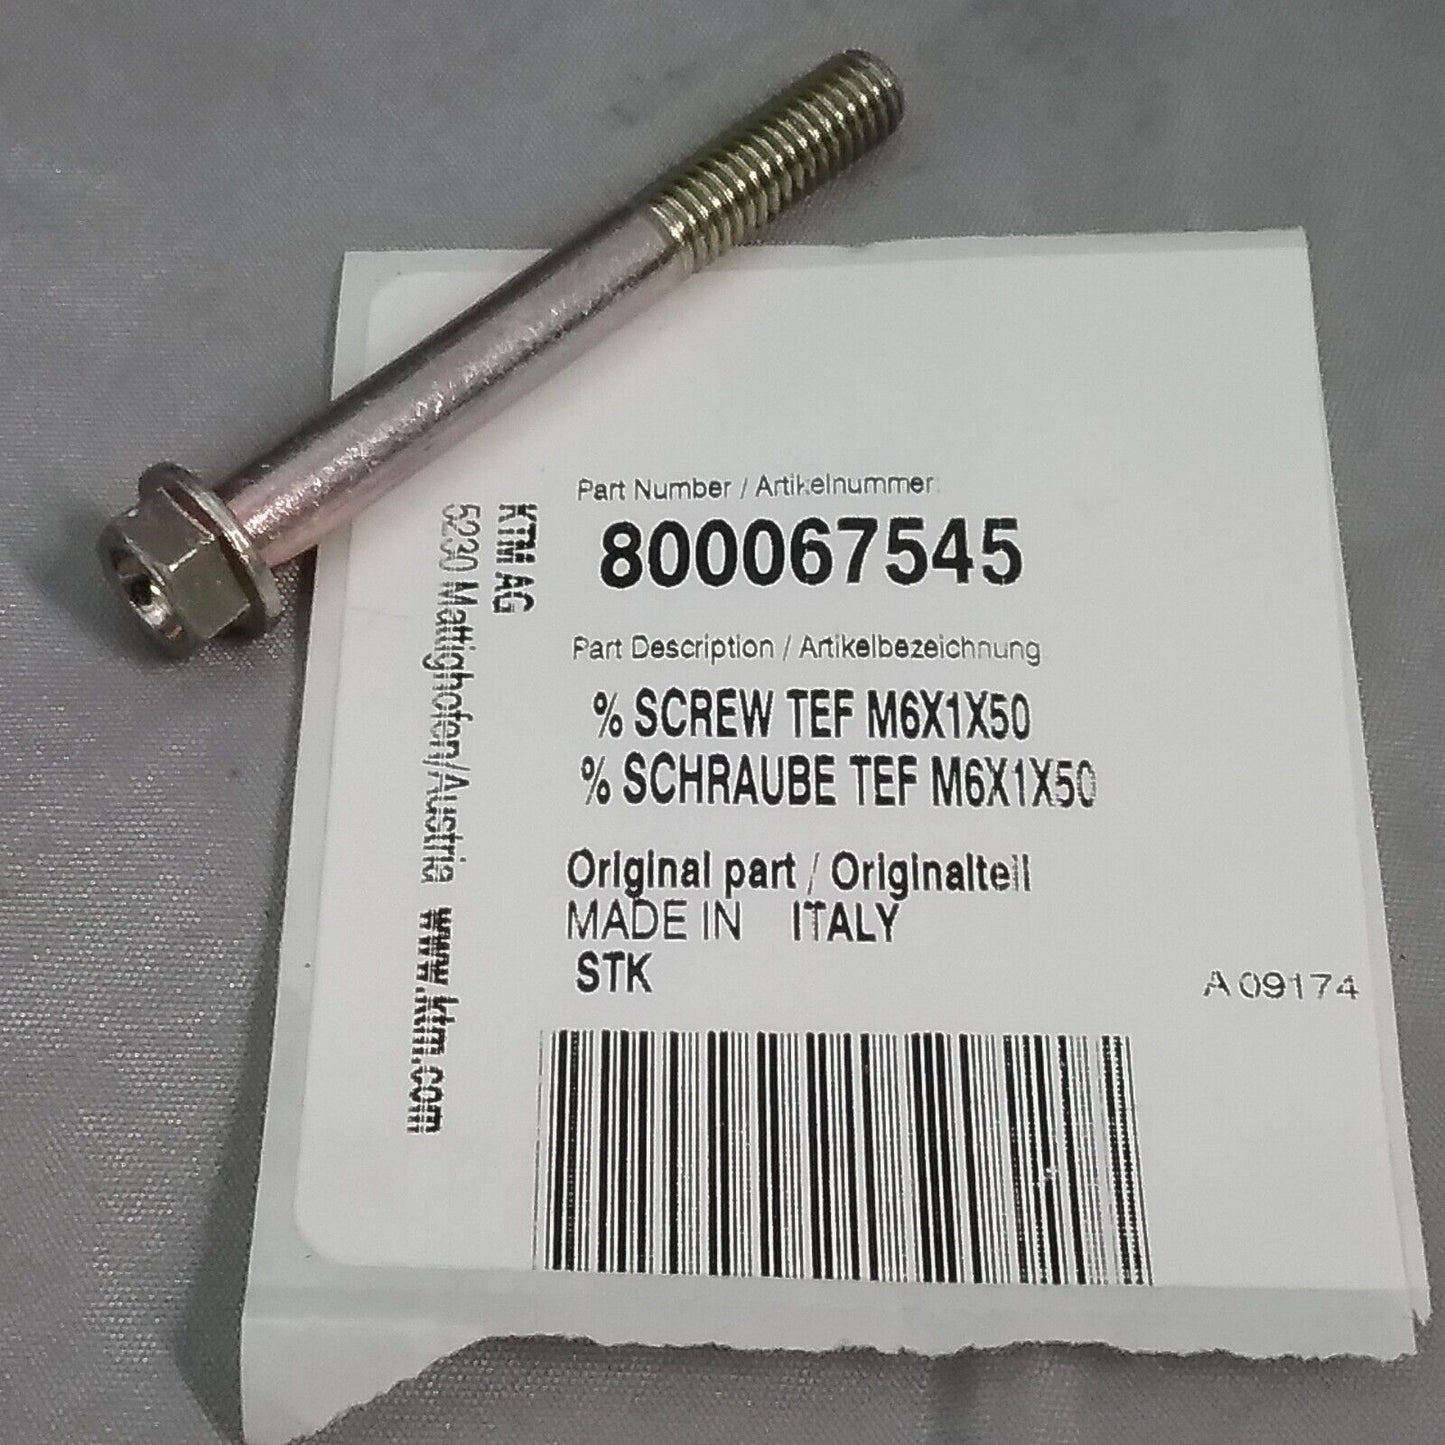 Part Number / Artikelnummer:
800067545
Part Description / Artikelbezeichnung
% SCREW TEF M6X1X50
% SCHRAUBE TEF M6X1X50
Original part / Originalteil
MADE IN ITALY
STK
A 09174
KTM AG
5230 Mattighofen/Austria www.ktm.com